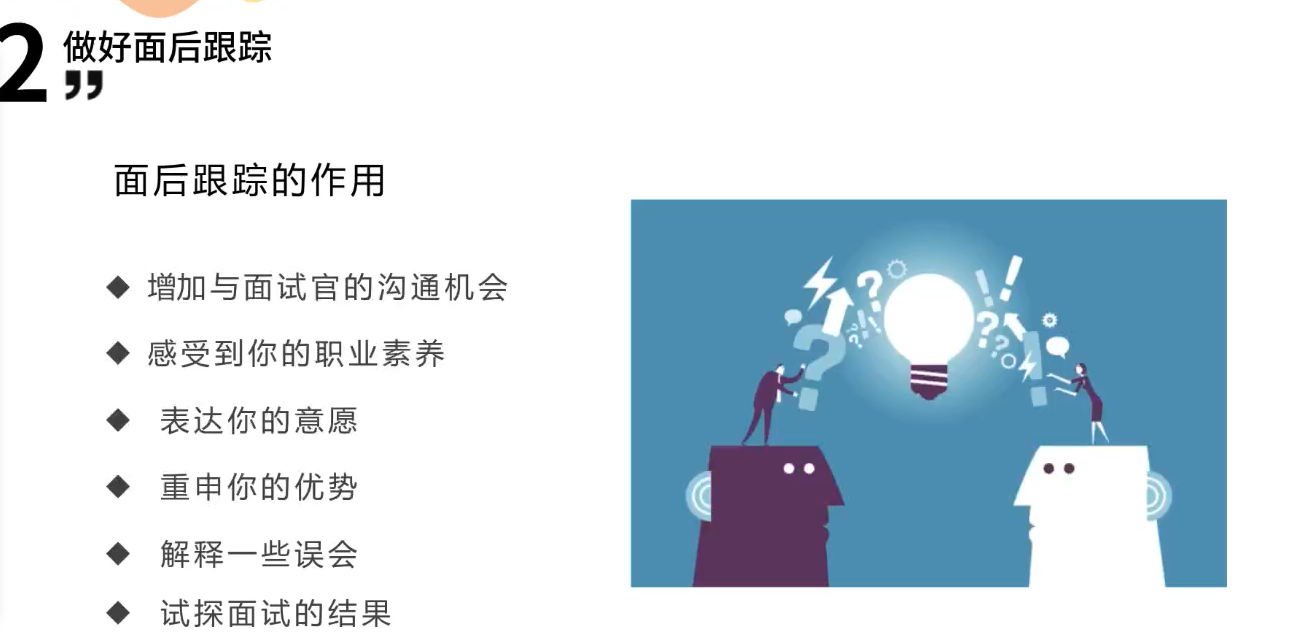 2 做好面后跟踪
”
面后跟踪的作用
◆ 增加与面试官的沟通机会
◆ 感受到你的职业素养
◆ 表达你的意愿
◆ 重申你的优势
◆ 解释一些误会
◆ 试探面试的结果